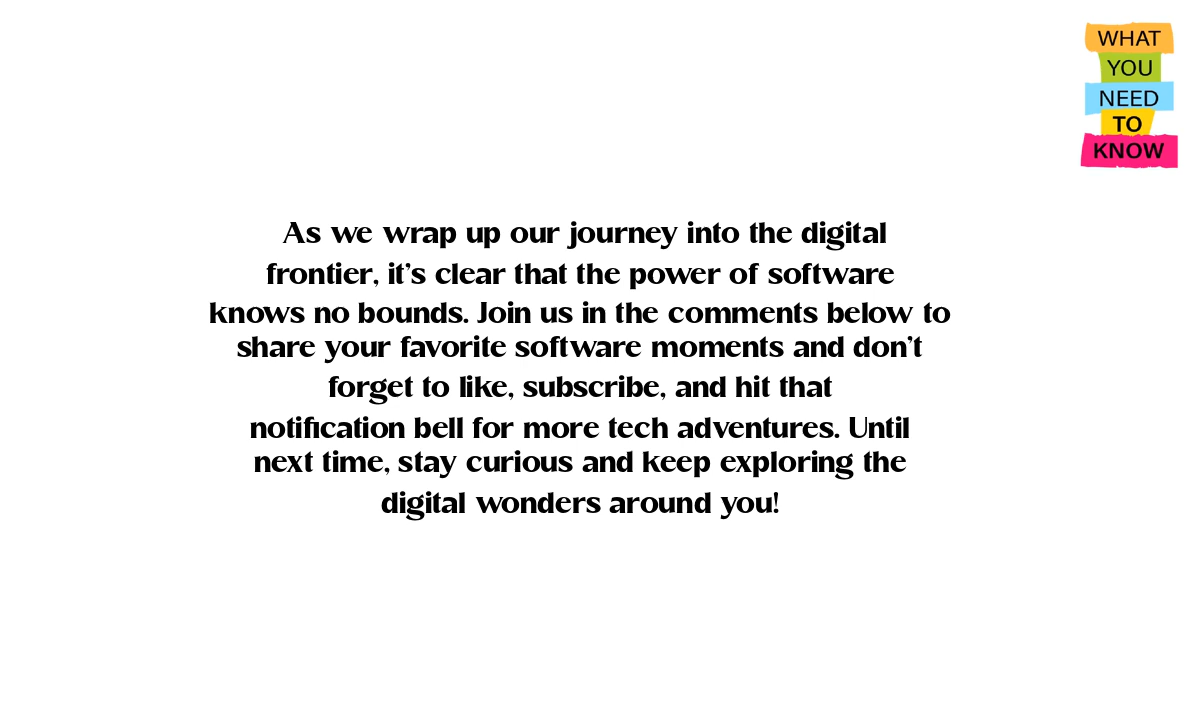 WHAT
YOU
NEED
TO
KNOW
As we wrap up our journey into the digital
frontier, it's clear that the power of software
knows no bounds. Join us in the comments below to
share your favorite software moments and don't
forget to like, subscribe, and hit that
notification bell for more tech adventures. Until
next time, stay curious and keep exploring the
digital wonders around you!